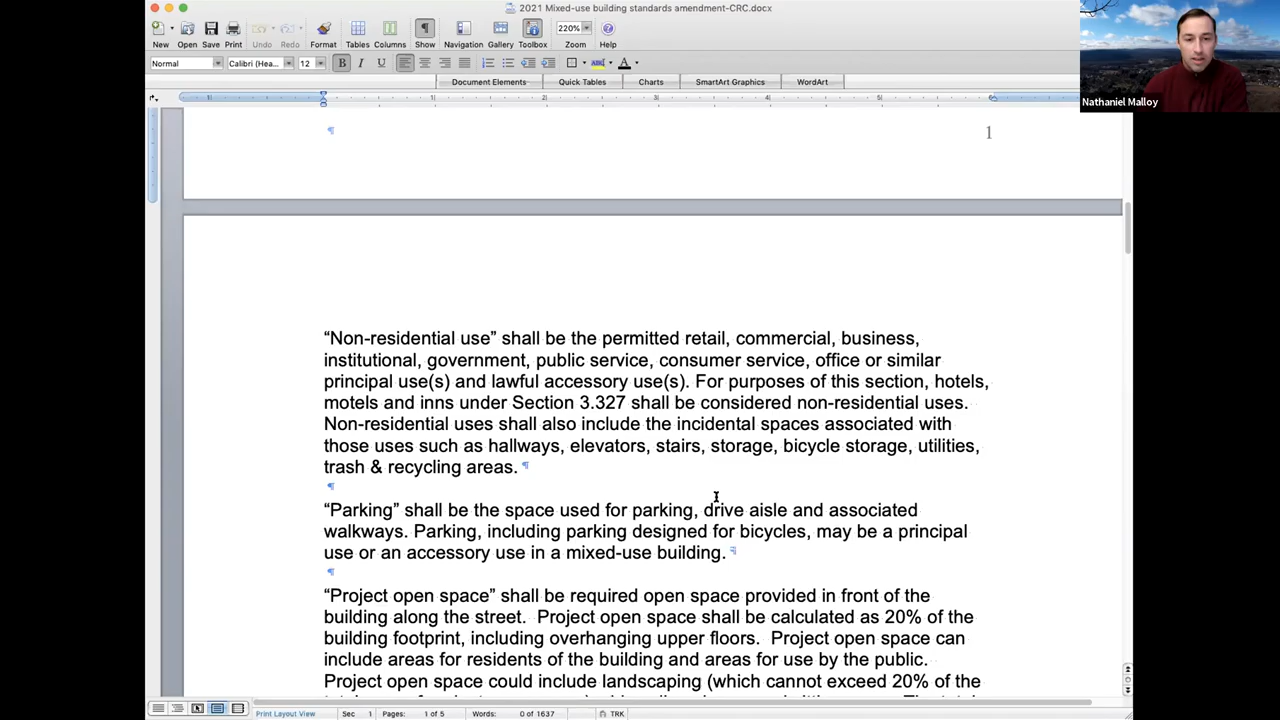 2021 Mixed-use building standards amendment-CRC.docx
220%
New Open Save Print Undo Redo Format Tables Columns Show Navigation Gallery Toolbox Zoom Help
Normal Calibri (Hea... 12 B I U
Document Elements Quick Tables Charts SmartArt Graphics WordArt
Nathaniel Malloy
1
“Non-residential use” shall be the permitted retail, commercial, business,
institutional, government, public service, consumer service, office or similar
principal use(s) and lawful accessory use(s). For purposes of this section, hotels,
motels and inns under Section 3.327 shall be considered non-residential uses.
Non-residential uses shall also include the incidental spaces associated with
those uses such as hallways, elevators, stairs, storage, bicycle storage, utilities,
trash & recycling areas.
“Parking” shall be the space used for parking, drive aisle and associated
walkways. Parking, including parking designed for bicycles, may be a principal
use or an accessory use in a mixed-use building.
“Project open space” shall be required open space provided in front of the
building along the street. Project open space shall be calculated as 20% of the
building footprint, including overhanging upper floors. Project open space can
include areas for residents of the building and areas for use by the public.
Project open space could include landscaping (which cannot exceed 20% of the
Print Layout View Sec 1 Pages: 1 of 5 Words: 0 of 1637 TRK